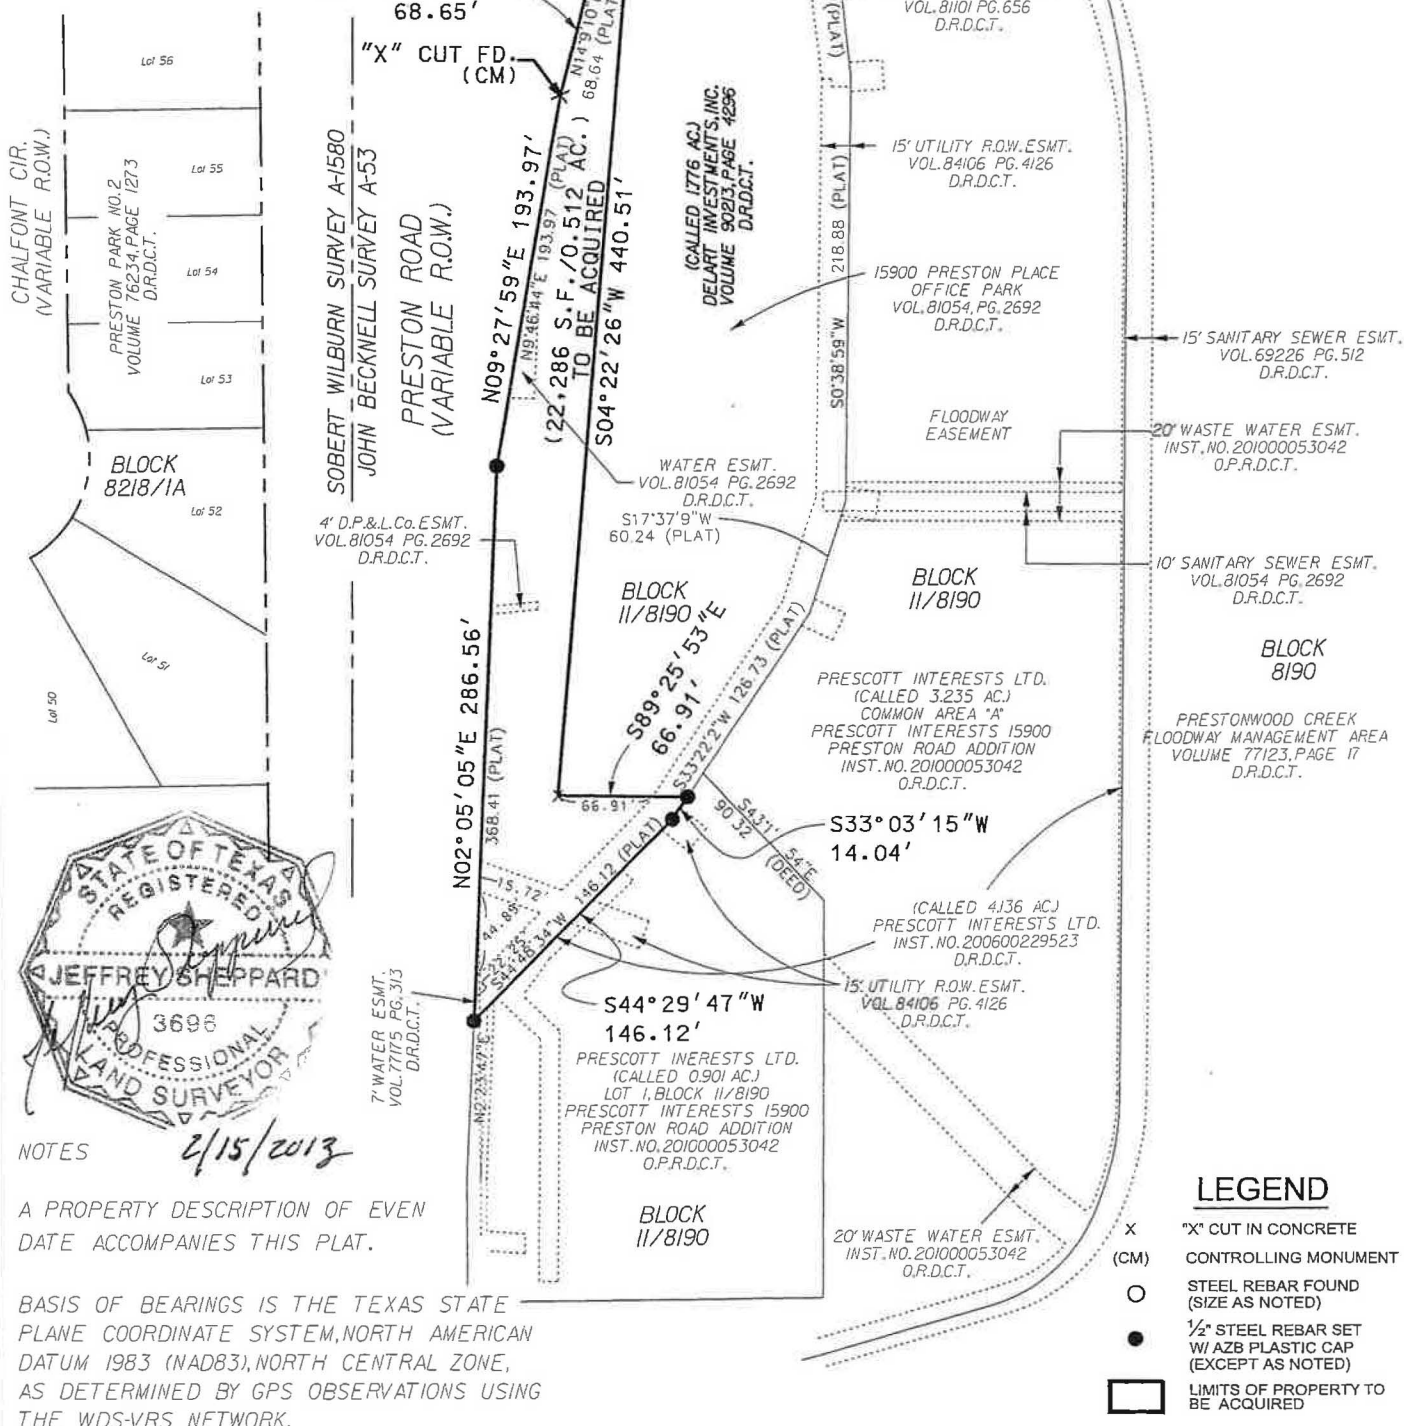 68.65'
"X" CUT FD.
(CM)
N14°9'10"
68.64 (PLAT)
VOL.81101 PG.656
D.R.D.C.T.
(PLAT)
Lot 56
Lot 55
Lot 54
Lot 53
Lot 52
Lot 51
Lot 50
CHALFONT CIR.
(VARIABLE R.O.W.)
PRESTON PARK NO.2
VOLUME 76234,PAGE 1273
D.R.D.C.T.
BLOCK
8218/1A
SOBERT WILBURN SURVEY A-1580
JOHN BECKNELL SURVEY A-53
PRESTON ROAD
(VARIABLE R.O.W.)
N09°27'59"E 193.97'
N9°46'44"E 193.97 (PLAT)
(22,286 S.F./0.512 AC.)
TO BE ACQUIRED
S04°22'26"W 440.51'
(CALLED 1.776 AC.)
DELART INVESTMENTS,INC.
VOLUME 90213,PAGE 4296
D.R.D.C.T.
15' UTILITY R.O.W.ESMT.
VOL.84106 PG.4126
D.R.D.C.T.
S0°38'59"W 218.88 (PLAT)
15900 PRESTON PLACE
OFFICE PARK
VOL.81054,PG.2692
D.R.D.C.T.
15' SANITARY SEWER ESMT.
VOL.69226 PG.512
D.R.D.C.T.
FLOODWAY
EASEMENT
20' WASTE WATER ESMT.
INST.NO.201000053042
O.P.R.D.C.T.
WATER ESMT.
VOL.81054 PG.2692
D.R.D.C.T.
S17°37'9"W
60.24 (PLAT)
4' D.P.&L.Co.ESMT.
VOL.81054 PG.2692
D.R.D.C.T.
10' SANITARY SEWER ESMT.
VOL.81054 PG.2692
D.R.D.C.T.
BLOCK
11/8190
BLOCK
11/8190
BLOCK
8190
S89°25'53"E
66.91'
66.91'
S33°22'2"W 126.73 (PLAT)
N02°05'05"E 286.56'
368.41 (PLAT)
PRESCOTT INTERESTS LTD.
(CALLED 3.235 AC.)
COMMON AREA "A"
PRESCOTT INTERESTS 15900
PRESTON ROAD ADDITION
INST.NO.201000053042
O.R.D.C.T.
PRESTONWOOD CREEK
FLOODWAY MANAGEMENT AREA
VOLUME 77123,PAGE 17
D.R.D.C.T.
S33°03'15"W
14.04'
S43°1'54"E
90.32
(DEED)
15.72
44.89
22.25
S44°48'34"W 146.12 (PLAT)
(CALLED 4.136 AC.)
PRESCOTT INTERESTS LTD.
INST.NO.200600229523
D.R.D.C.T.
15' UTILITY R.O.W.ESMT.
VOL.84106 PG.4126
D.R.D.C.T.
S44°29'47"W
146.12'
7' WATER ESMT.
VOL.77175 PG.313
D.R.D.C.T.
N2°23'47"E
PRESCOTT INERESTS LTD.
(CALLED 0.901 AC.)
LOT 1,BLOCK 11/8190
PRESCOTT INTERESTS 15900
PRESTON ROAD ADDITION
INST.NO.201000053042
O.P.R.D.C.T.
BLOCK
11/8190
20' WASTE WATER ESMT.
INST.NO.201000053042
O.R.D.C.T.
STATE OF TEXAS
REGISTERED
JEFFREY SHEPPARD
3696
PROFESSIONAL
LAND SURVEYOR
2/15/2013
NOTES
A PROPERTY DESCRIPTION OF EVEN
DATE ACCOMPANIES THIS PLAT.
BASIS OF BEARINGS IS THE TEXAS STATE
PLANE COORDINATE SYSTEM,NORTH AMERICAN
DATUM 1983 (NAD83),NORTH CENTRAL ZONE,
AS DETERMINED BY GPS OBSERVATIONS USING
THE WDS-VRS NETWORK.
LEGEND
X "X" CUT IN CONCRETE
(CM) CONTROLLING MONUMENT
STEEL REBAR FOUND
(SIZE AS NOTED)
1/2" STEEL REBAR SET
W/ AZB PLASTIC CAP
(EXCEPT AS NOTED)
LIMITS OF PROPERTY TO
BE ACQUIRED